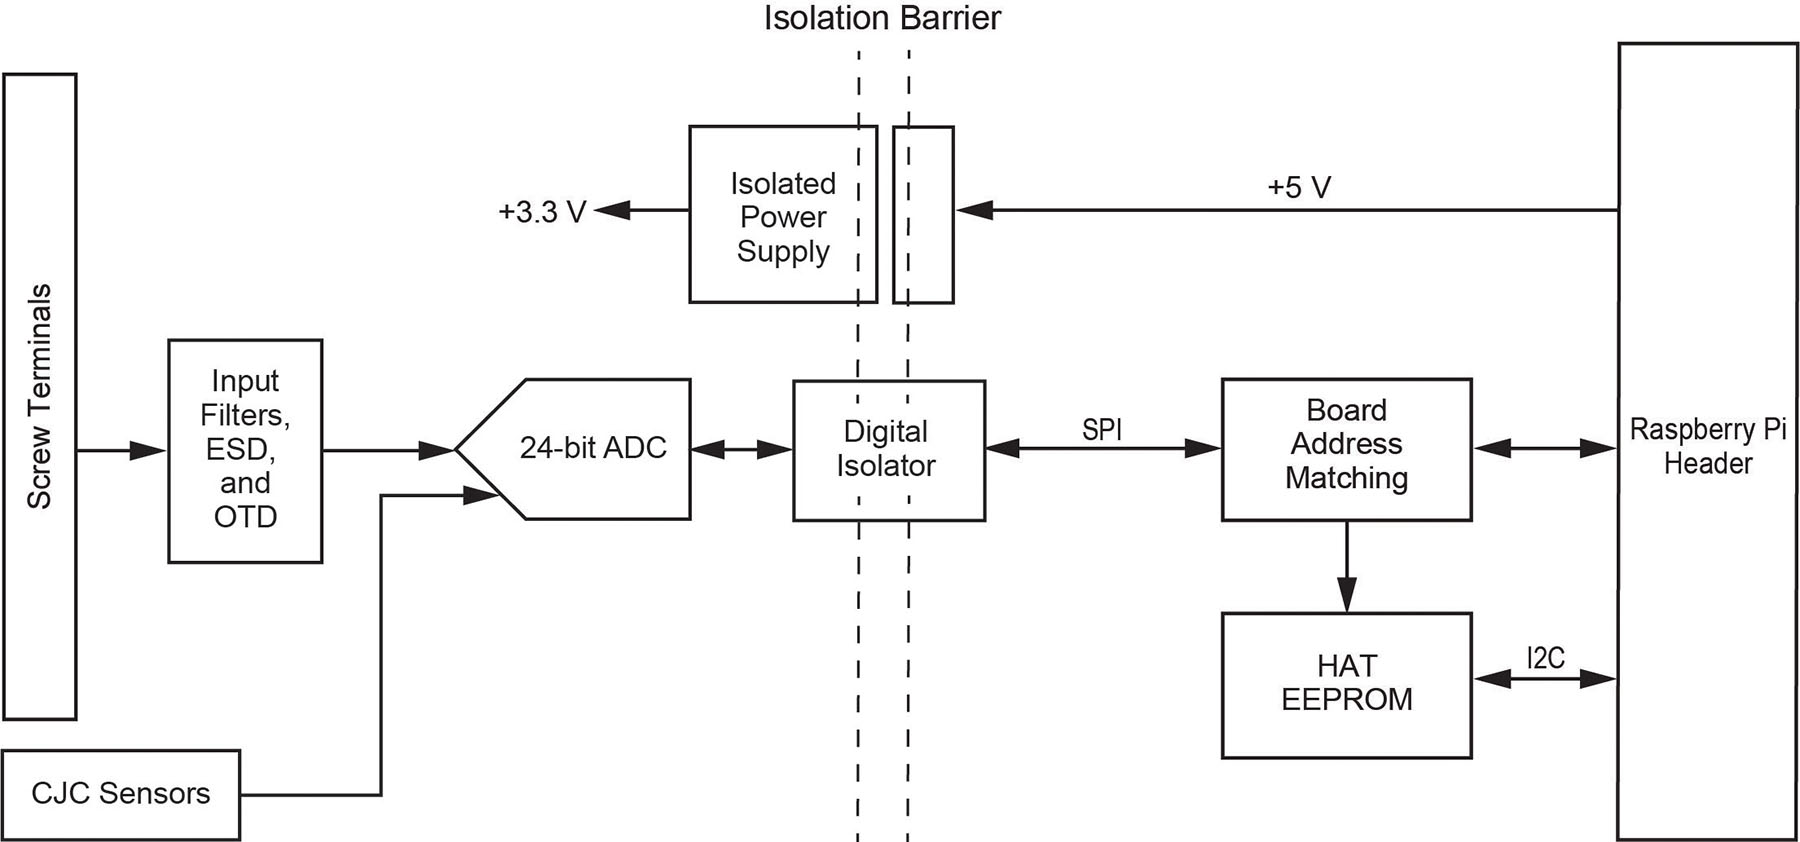 Isolation Barrier
Isolated
Power
Supply
+3.3 V
+5 V
Screw Terminals
Input
Filters,
ESD,
and
OTD
24-bit ADC
Digital
Isolator
SPI
Board
Address
Matching
Raspberry Pi
Header
HAT
EEPROM
I2C
CJC Sensors